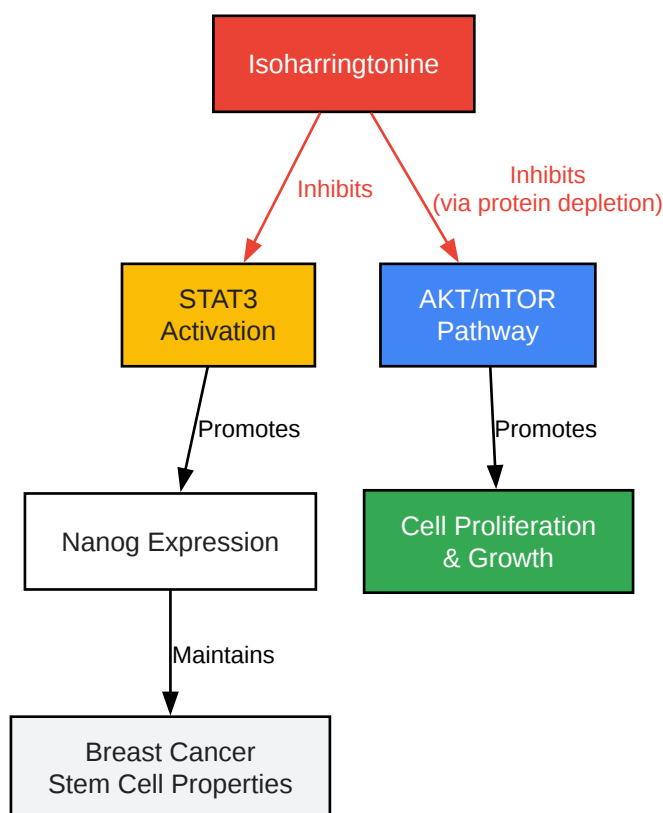 Isoharringtonine
Inhibits
Inhibits
(via protein depletion)
STAT3
Activation
AKT/mTOR
Pathway
Promotes
Promotes
Nanog Expression
Cell Proliferation
& Growth
Maintains
Breast Cancer
Stem Cell Properties